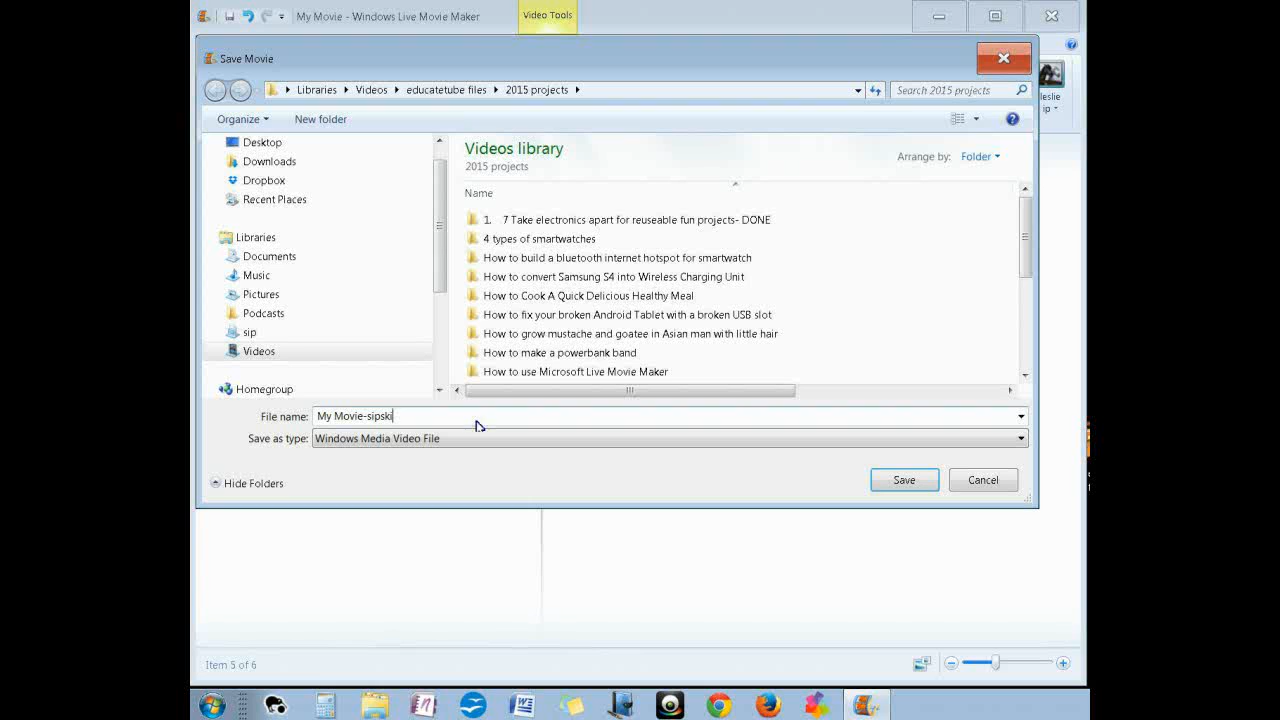 My Movie - Windows Live Movie Maker
Video Tools
Save Movie
Libraries
Videos
educatetube files
2015 projects
Search 2015 projects
leslie
ip
Organize
New folder
Desktop
Downloads
Dropbox
Recent Places
Libraries
Documents
Music
Pictures
Podcasts
sip
Videos
Homegroup
Videos library
2015 projects
Arrange by: Folder
Name
1. 7 Take electronics apart for reuseable fun projects- DONE
4 types of smartwatches
How to build a bluetooth internet hotspot for smartwatch
How to convert Samsung S4 into Wireless Charging Unit
How to Cook A Quick Delicious Healthy Meal
How to fix your broken Android Tablet with a broken USB slot
How to grow mustache and goatee in Asian man with little hair
How to make a powerbank band
How to use Microsoft Live Movie Maker
File name: My Movie-sipski
Save as type: Windows Media Video File
Hide Folders
Save
Cancel
Item 5 of 6